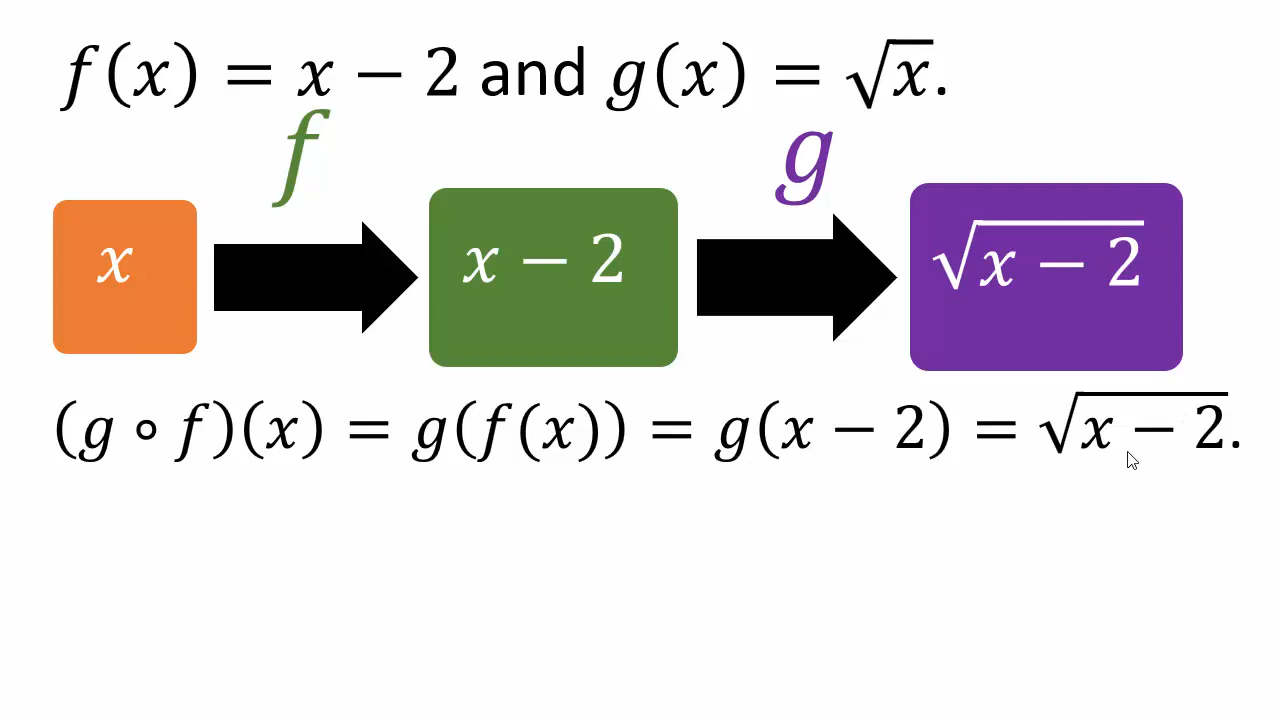 f(x) = x − 2 and g(x) = √x.
f g
x x − 2 √(x − 2)
(g ∘ f)(x) = g(f(x)) = g(x − 2) = √(x − 2).